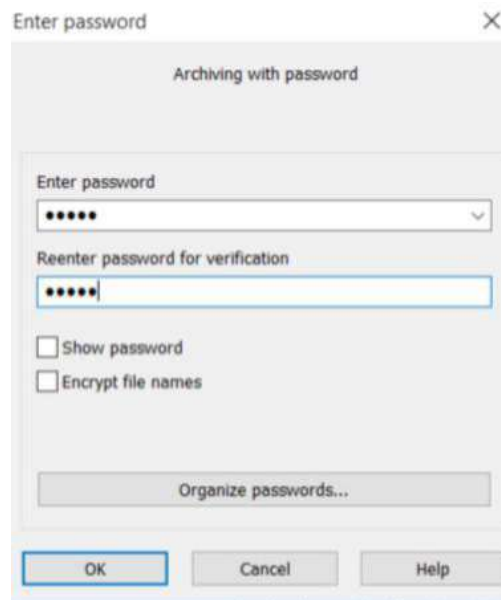 Enter password
Archiving with password
Enter password
•••••
Reenter password for verification
•••••
Show password
Encrypt file names
Organize passwords...
OK Cancel Help